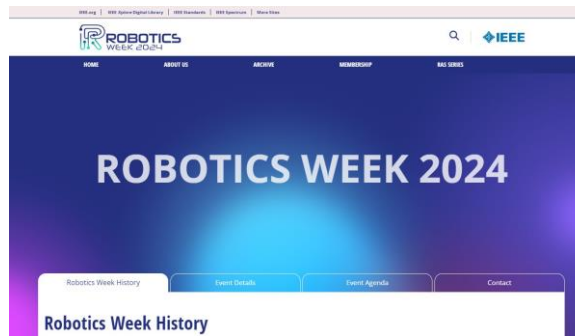 IEEE.org | IEEE Xplore Digital Library | IEEE Standards | IEEE Spectrum | More Sites
ROBOTICS
WEEK 2024
IEEE
HOME ABOUT US ARCHIVE MEMBERSHIP RAS SERIES
ROBOTICS WEEK 2024
Robotics Week History Event Details Event Agenda Contact
Robotics Week History